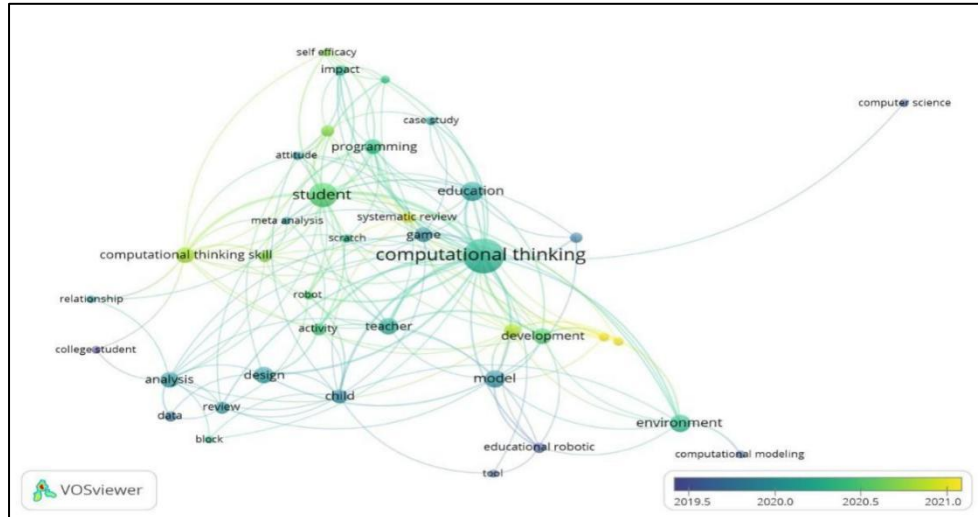 self efficacy
impact
computer science
case study
programming
attitude
student
education
meta analysis
systematic review
scratch
game
computational thinking
computational thinking skill
robot
relationship
activity
teacher
development
college student
analysis
design
model
child
data
review
environment
block
educational robotic
computational modeling
tool
VOSviewer
2019.5 2020.0 2020.5 2021.0